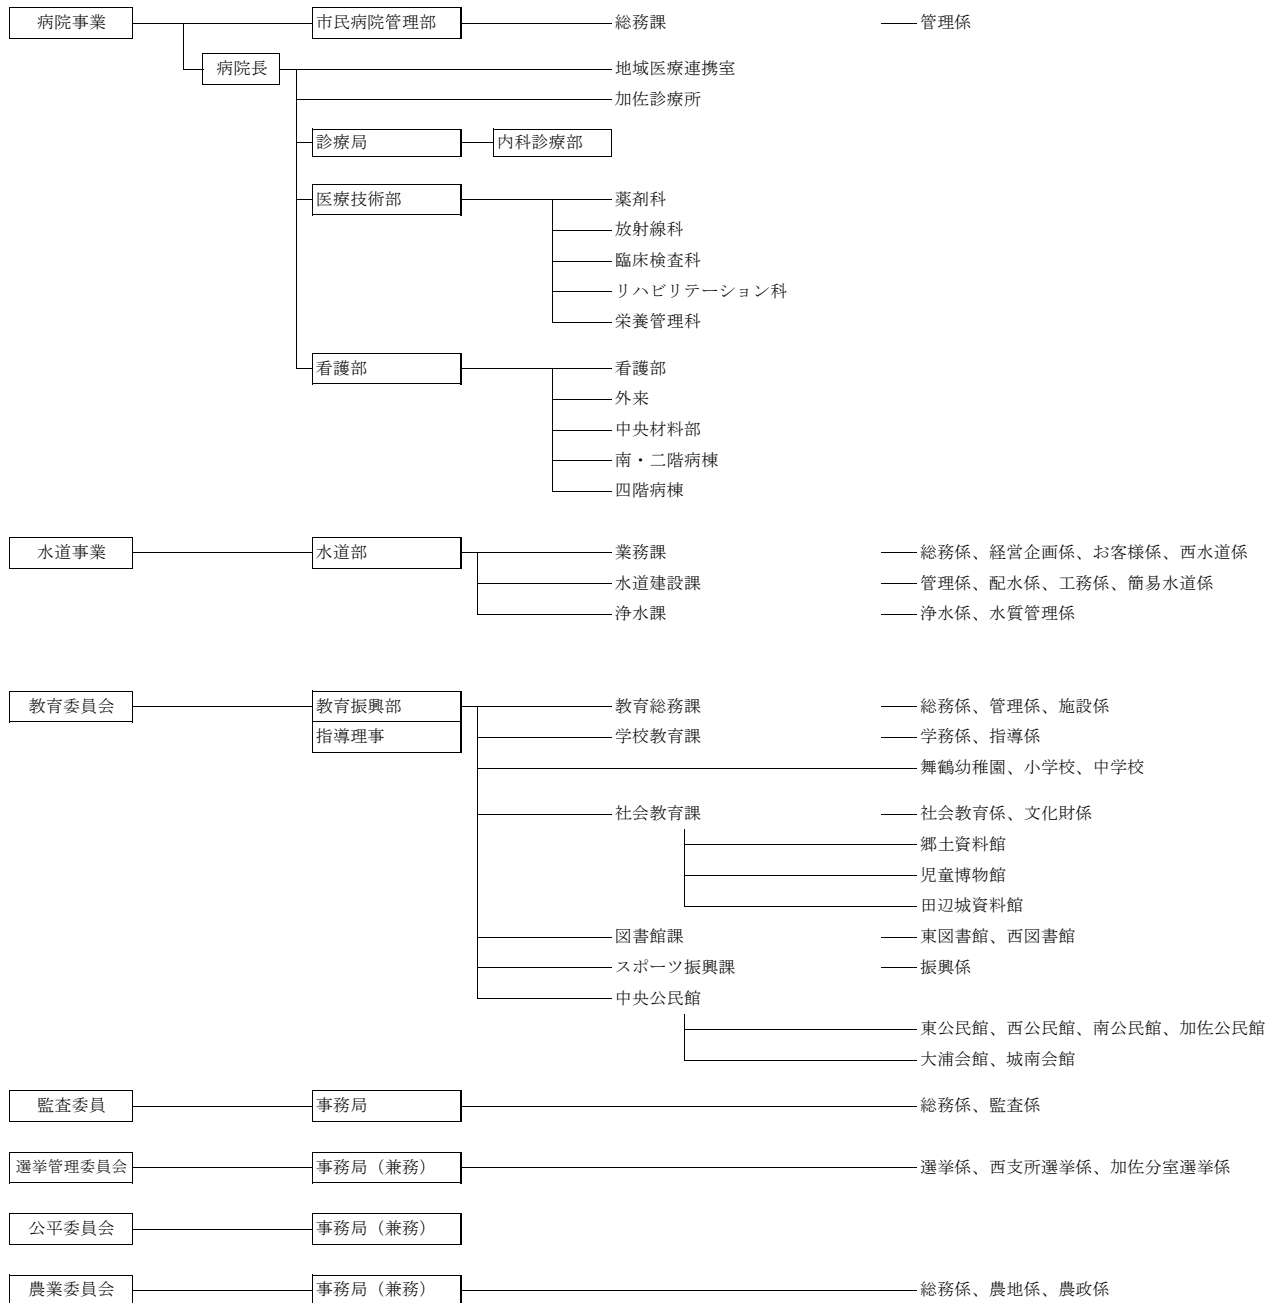 病院事業 市民病院管理部 総務課 管理係
病院長 地域医療連携室
加佐診療所
診療局 内科診療部
医療技術部 薬剤科
放射線科
臨床検査科
リハビリテーション科
栄養管理科
看護部 看護部
外来
中央材料部
南・二階病棟
四階病棟
水道事業 水道部 業務課 総務係、経営企画係、お客様係、西水道係
水道建設課 管理係、配水係、工務係、簡易水道係
浄水課 浄水係、水質管理係
教育委員会 教育振興部 教育総務課 総務係、管理係、施設係
指導理事 学校教育課 学務係、指導係
舞鶴幼稚園、小学校、中学校
社会教育課 社会教育係、文化財係
郷土資料館
児童博物館
田辺城資料館
図書館課 東図書館、西図書館
スポーツ振興課 振興係
中央公民館
東公民館、西公民館、南公民館、加佐公民館
大浦会館、城南会館
監査委員 事務局 総務係、監査係
選挙管理委員会 事務局（兼務） 選挙係、西支所選挙係、加佐分室選挙係
公平委員会 事務局（兼務）
農業委員会 事務局（兼務） 総務係、農地係、農政係